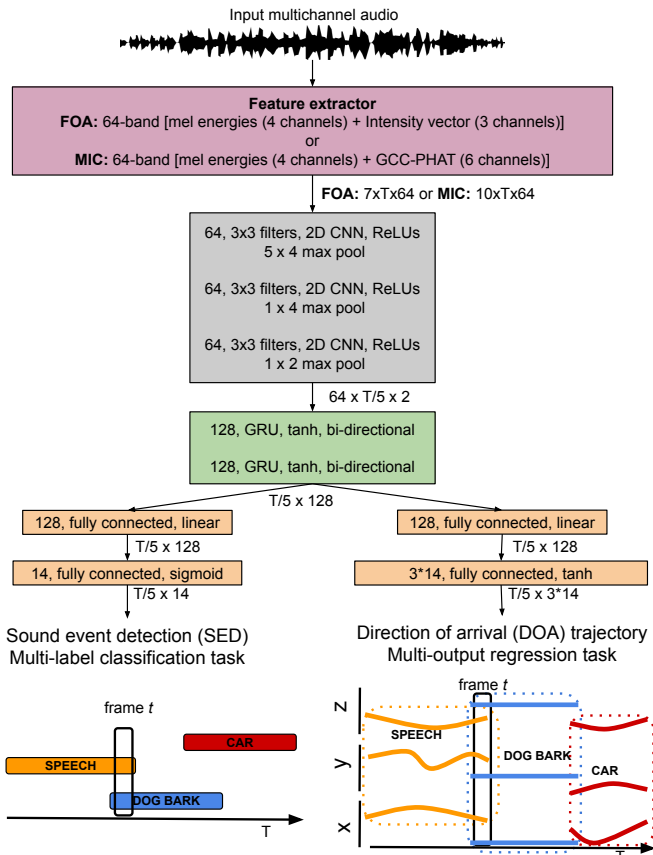 Input multichannel audio
Feature extractor
FOA: 64-band [mel energies (4 channels) + Intensity vector (3 channels)]
or
MIC: 64-band [mel energies (4 channels) + GCC-PHAT (6 channels)]
FOA: 7xTx64 or MIC: 10xTx64
64, 3x3 filters, 2D CNN, ReLUs
5 x 4 max pool
64, 3x3 filters, 2D CNN, ReLUs
1 x 4 max pool
64, 3x3 filters, 2D CNN, ReLUs
1 x 2 max pool
64 x T/5 x 2
128, GRU, tanh, bi-directional
128, GRU, tanh, bi-directional
T/5 x 128
128, fully connected, linear
T/5 x 128
14, fully connected, sigmoid
T/5 x 14
Sound event detection (SED)
Multi-label classification task
frame t
CAR
SPEECH
DOG BARK
T
128, fully connected, linear
T/5 x 128
3*14, fully connected, tanh
T/5 x 3*14
Direction of arrival (DOA) trajectory
Multi-output regression task
frame t
z
SPEECH
y
DOG BARK
CAR
x
T